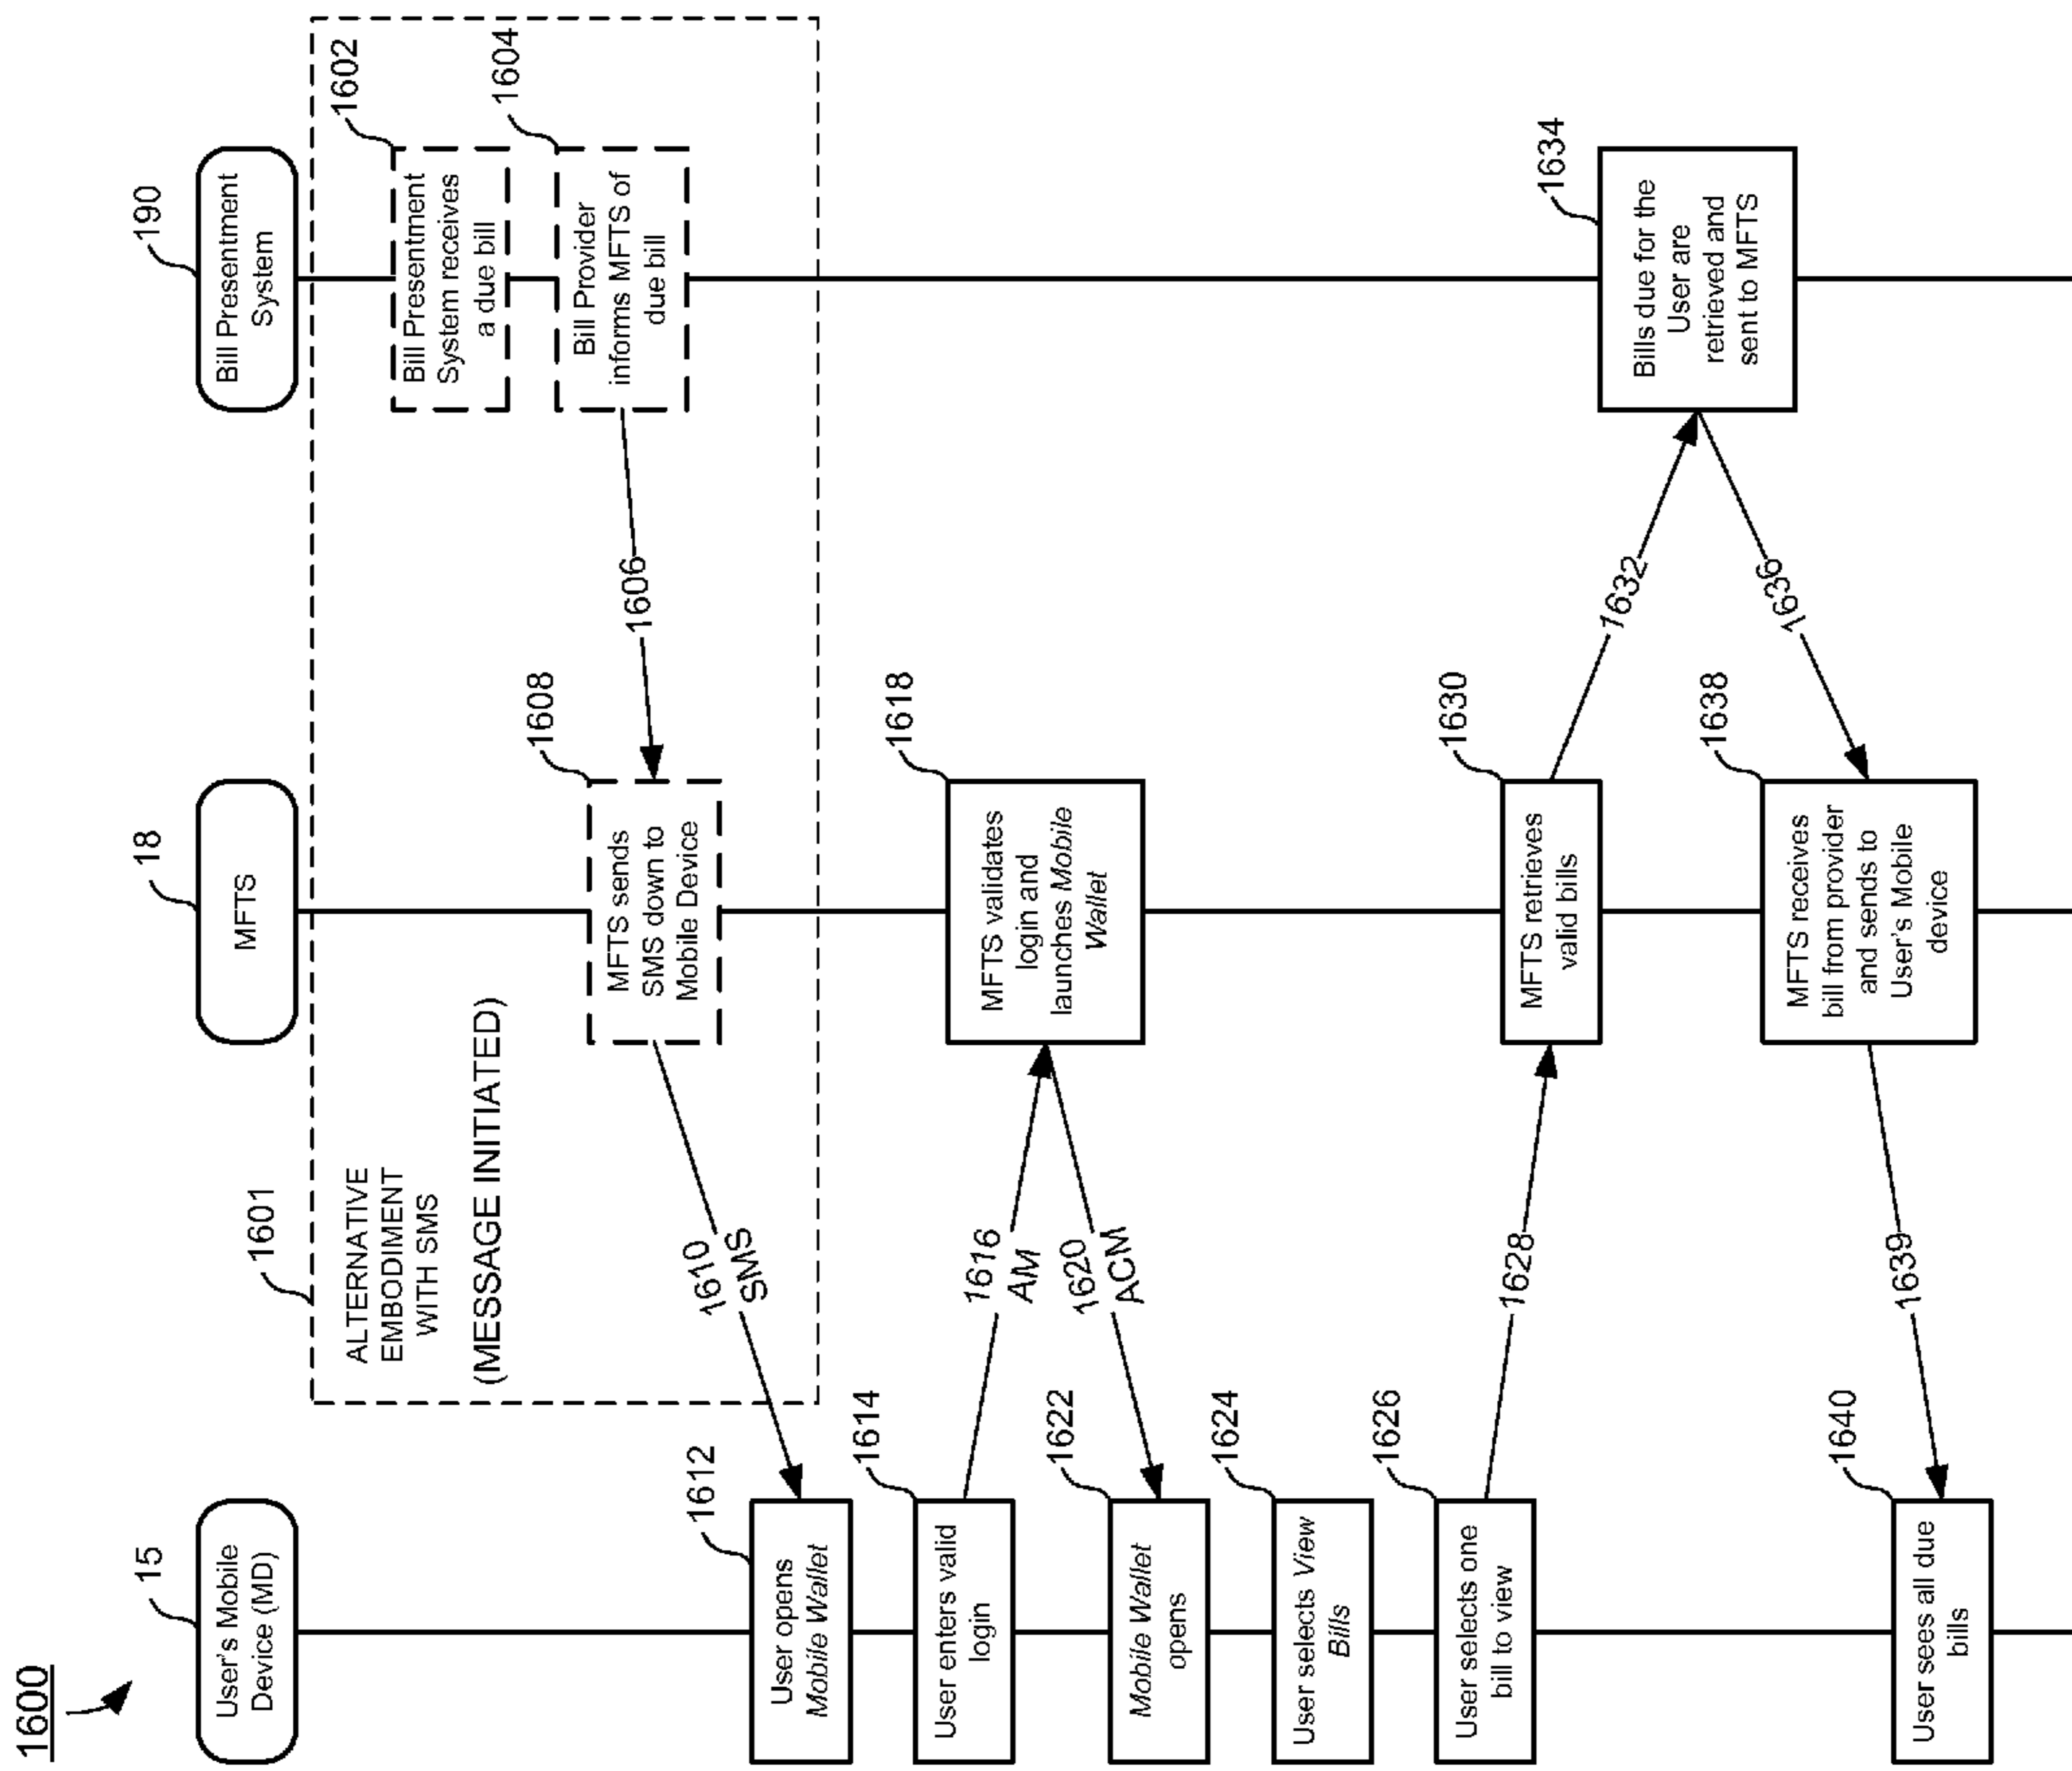 1600
15
User's Mobile
Device (MD)
18
MFTS
190
Bill Presentment
System
1601
ALTERNATIVE
EMBODIMENT
WITH SMS
(MESSAGE INITIATED)
1602
Bill Presentment
System receives
a due bill
1604
Bill Provider
informs MFTS of
due bill
1606
1608
MFTS sends
SMS down to
Mobile Device
1610
SMS
1612
User opens
Mobile Wallet
1614
User enters valid
login
1616
AM
1618
MFTS validates
login and
launches Mobile
Wallet
1620
ACM
1622
Mobile Wallet
opens
1624
User selects View
Bills
1626
User selects one
bill to view
1628
1630
MFTS retrieves
valid bills
1632
1634
Bills due for the
User are
retrieved and
sent to MFTS
1636
1638
MFTS receives
bill from provider
and sends to
User's Mobile
device
1639
1640
User sees all due
bills